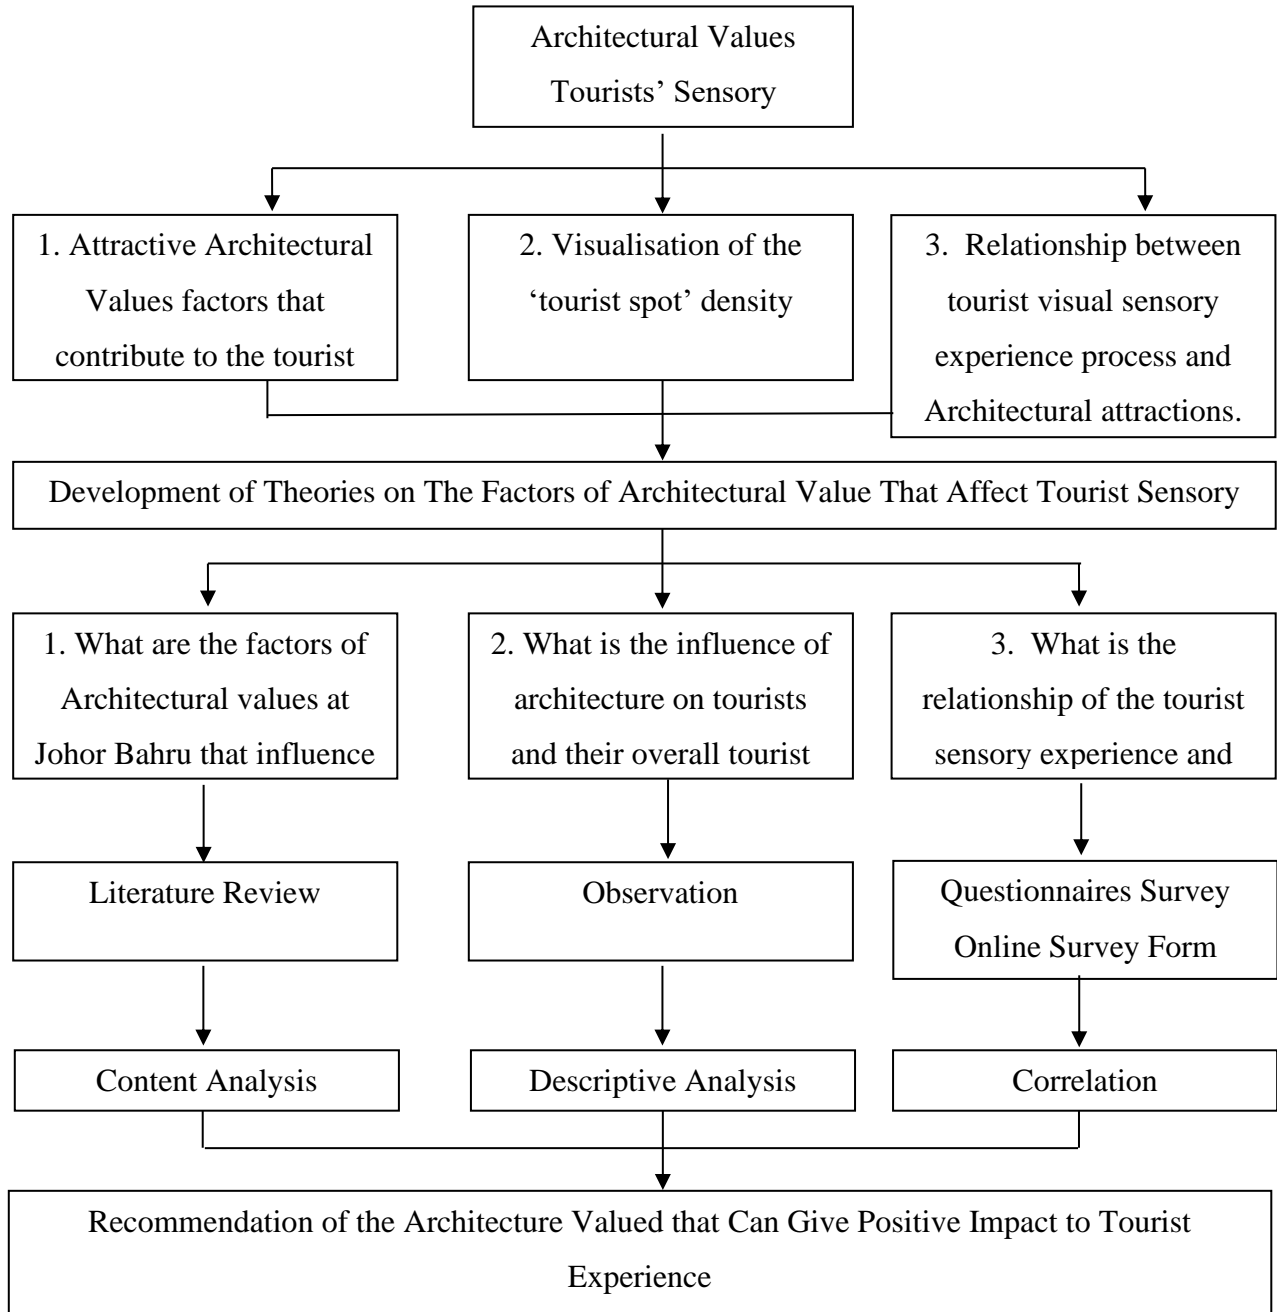 Architectural Values
Tourists’ Sensory
1. Attractive Architectural
Values factors that
contribute to the tourist
2. Visualisation of the
‘tourist spot’ density
3. Relationship between
tourist visual sensory
experience process and
Architectural attractions.
Development of Theories on The Factors of Architectural Value That Affect Tourist Sensory
1. What are the factors of
Architectural values at
Johor Bahru that influence
2. What is the influence of
architecture on tourists
and their overall tourist
3. What is the
relationship of the tourist
sensory experience and
Literature Review
Observation
Questionnaires Survey
Online Survey Form
Content Analysis
Descriptive Analysis
Correlation
Recommendation of the Architecture Valued that Can Give Positive Impact to Tourist
Experience